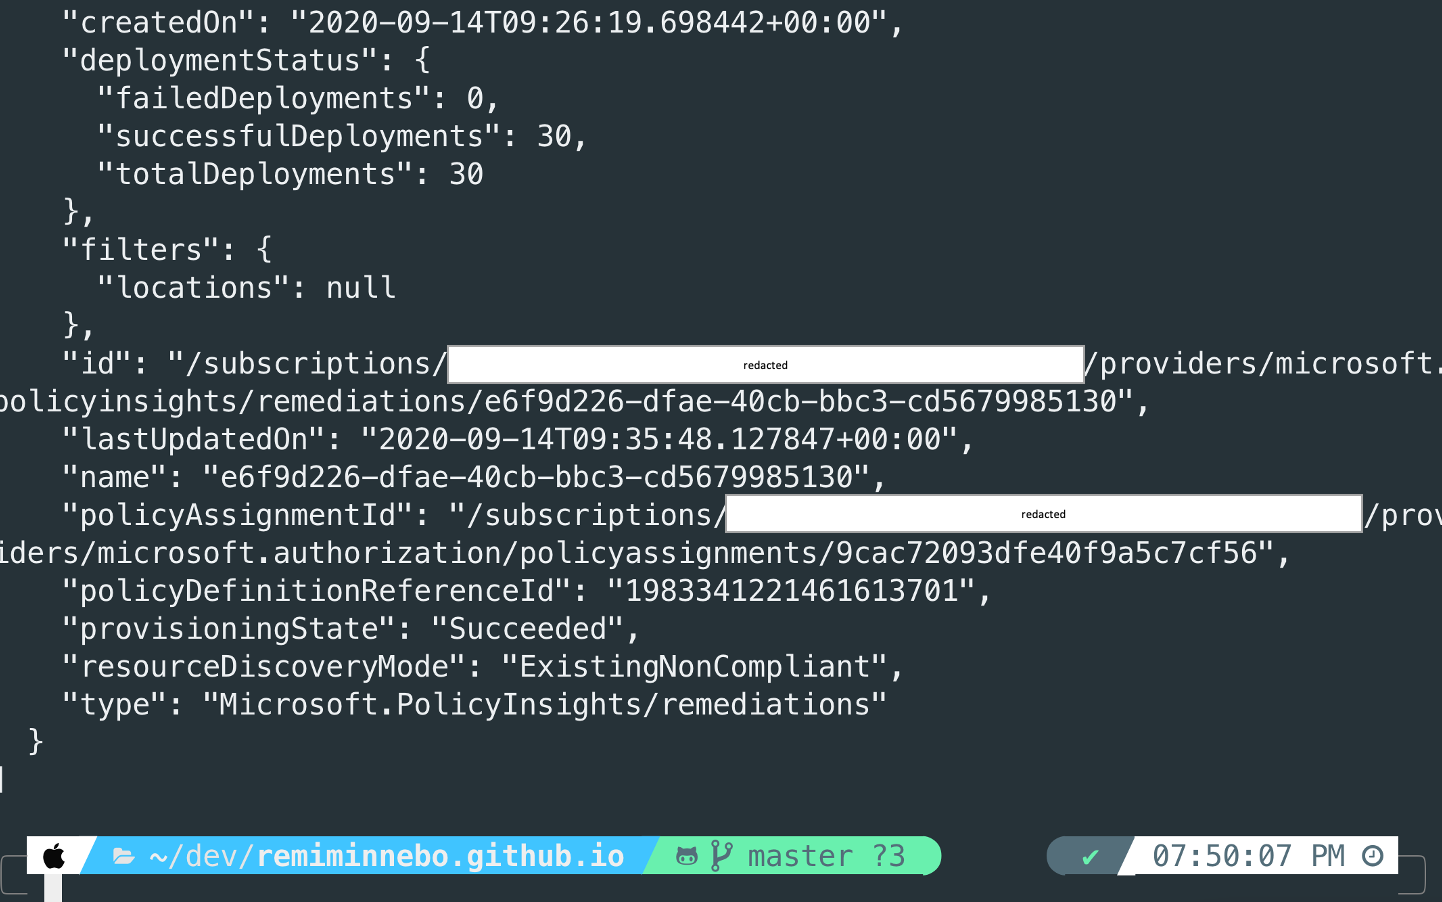 "createdOn": "2020-09-14T09:26:19.698442+00:00",
"deploymentStatus": {
"failedDeployments": 0,
"successfulDeployments": 30,
"totalDeployments": 30
},
"filters": {
"locations": null
},
"id": "/subscriptions/redacted/providers/microsoft.
policyinsights/remediations/e6f9d226-dfae-40cb-bbc3-cd5679985130",
"lastUpdatedOn": "2020-09-14T09:35:48.127847+00:00",
"name": "e6f9d226-dfae-40cb-bbc3-cd5679985130",
"policyAssignmentId": "/subscriptions/redacted/prov
iders/microsoft.authorization/policyassignments/9cac72093dfe40f9a5c7cf56",
"policyDefinitionReferenceId": "1983341221461613701",
"provisioningState": "Succeeded",
"resourceDiscoveryMode": "ExistingNonCompliant",
"type": "Microsoft.PolicyInsights/remediations"
}
]
~/dev/remiminnebo.github.io master ?3 ✔ 07:50:07 PM